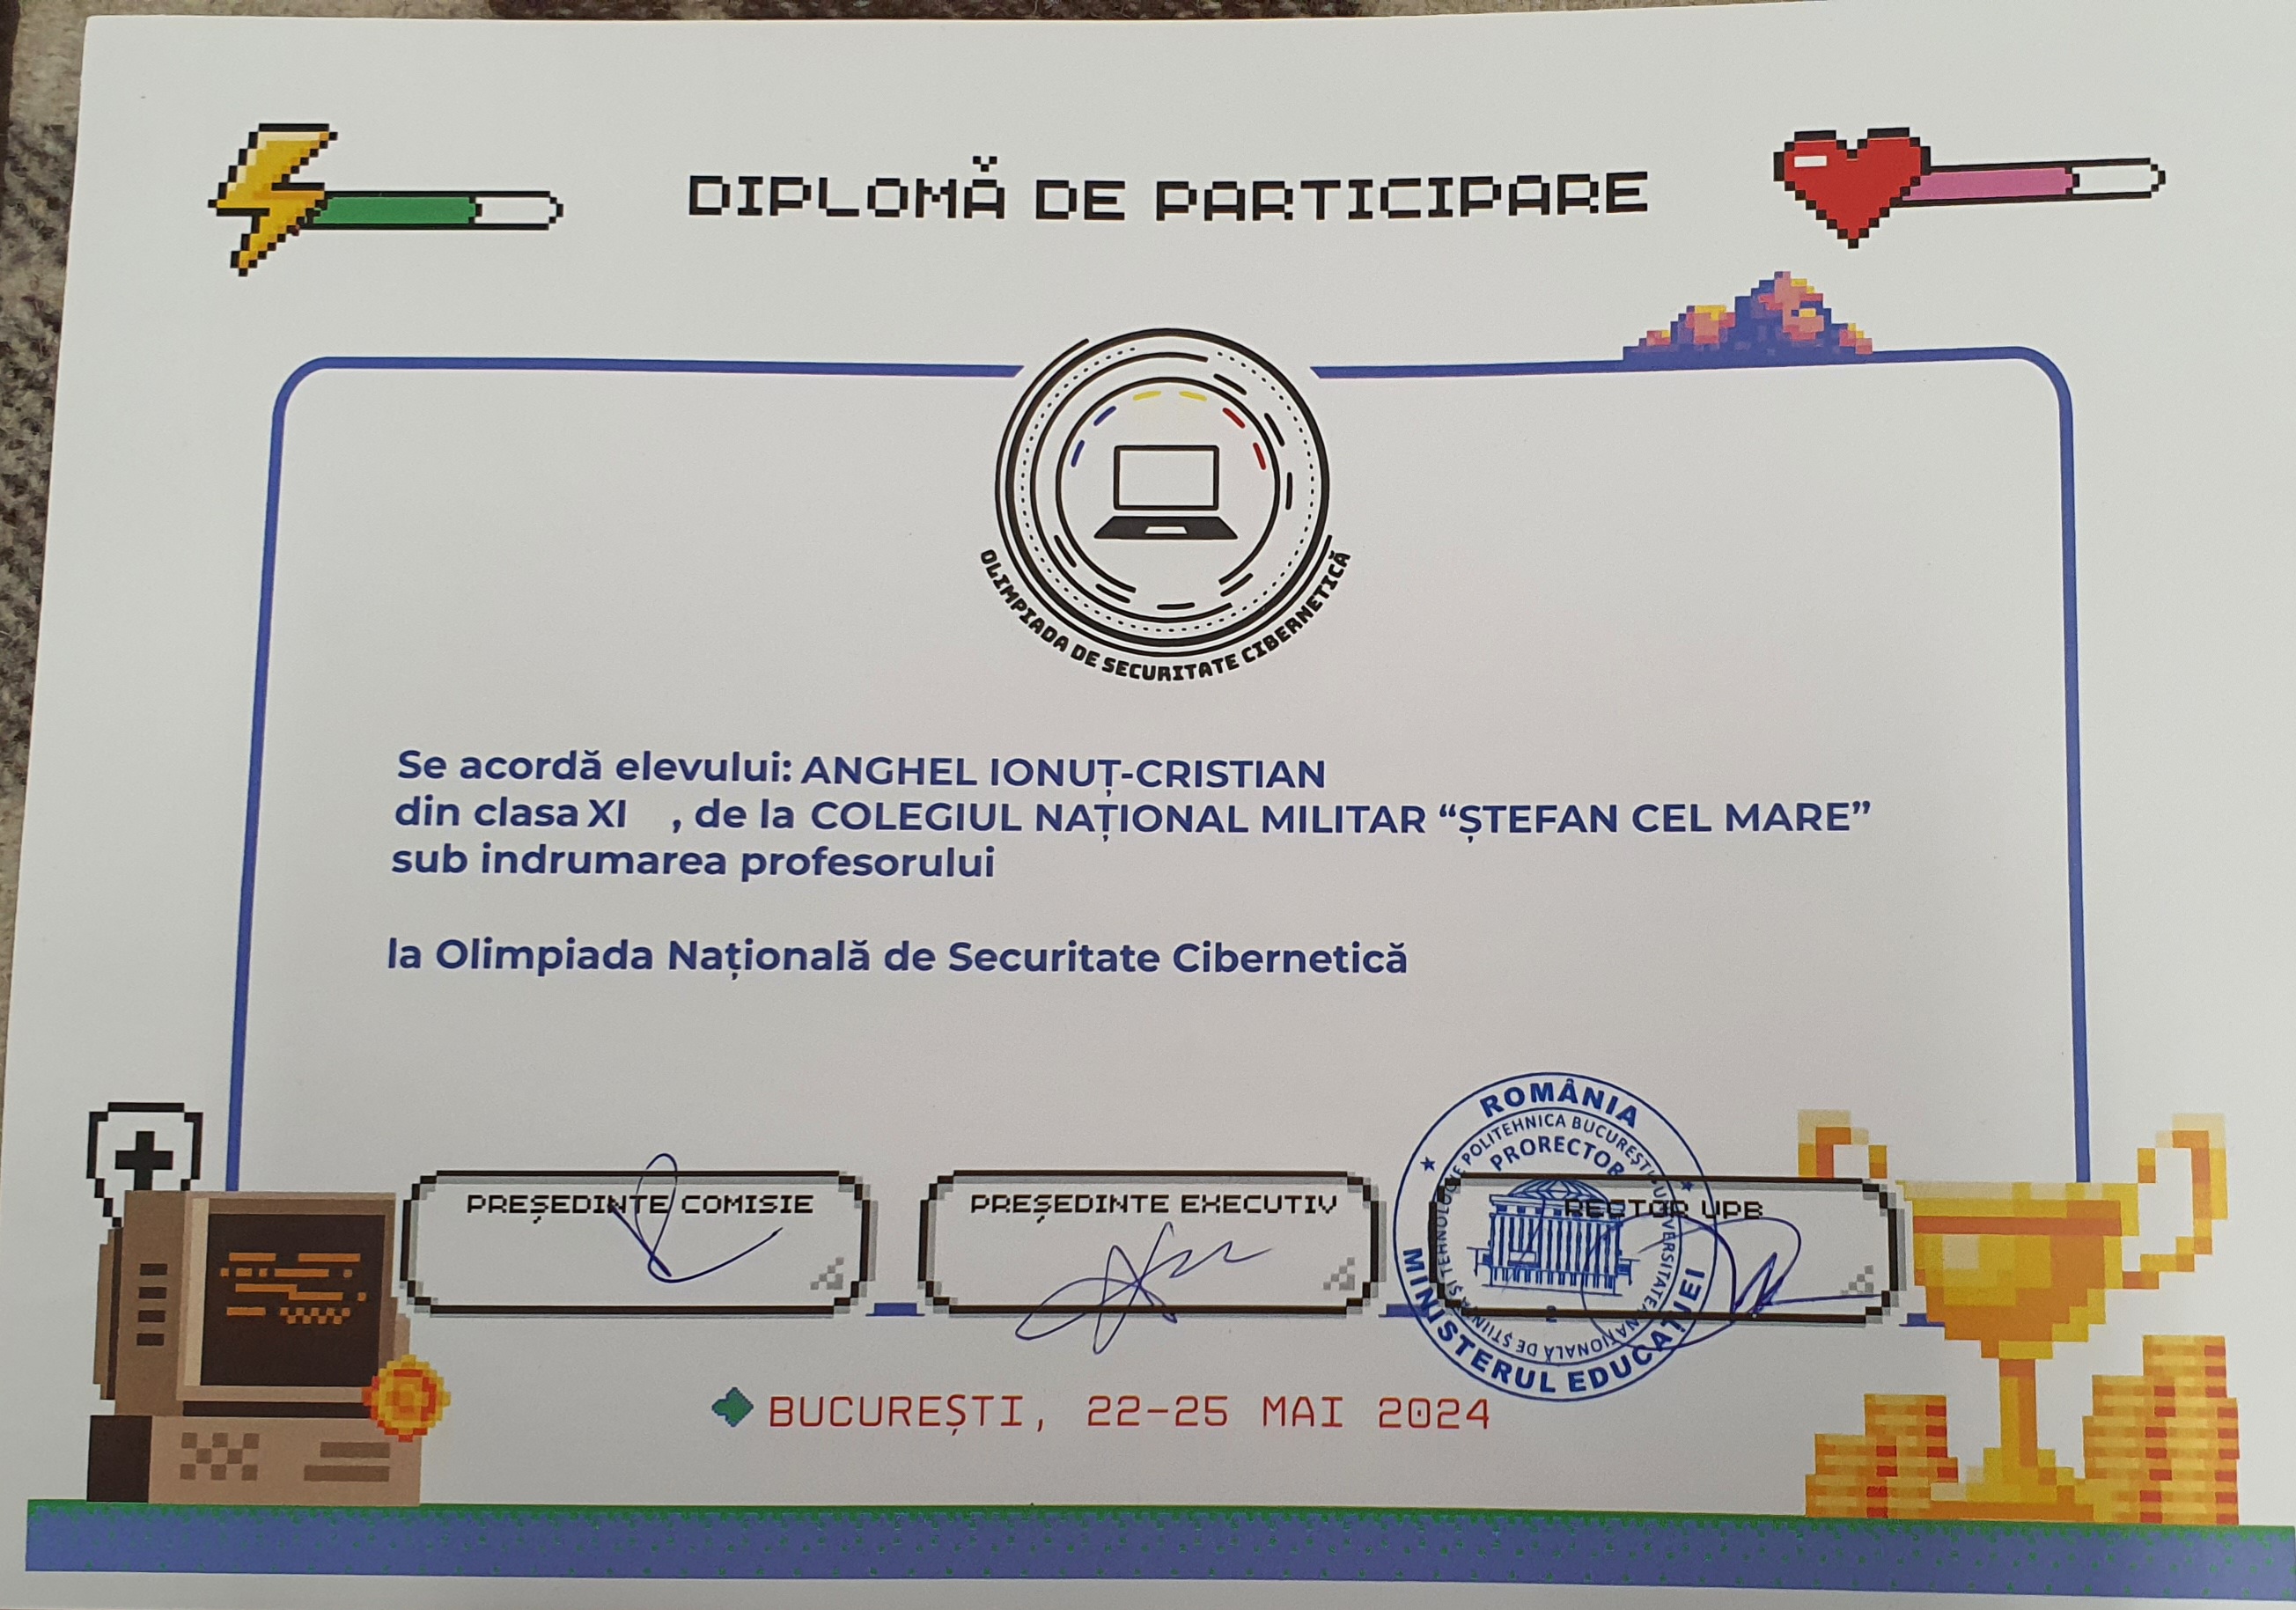 DIPLOMĂ DE PARTICIPARE
OLIMPIADA DE SECURITATE CIBERNETICĂ
Se acordă elevului: ANGHEL IONUȚ-CRISTIAN
din clasa XI , de la COLEGIUL NAȚIONAL MILITAR “ȘTEFAN CEL MARE”
sub indrumarea profesorului
la Olimpiada Națională de Securitate Cibernetică
PREȘEDINTE COMISIE
PREȘEDINTE EXECUTIV
RECTOR UPB
ROMÂNIA
MINISTERUL EDUCAȚIEI
UNIVERSITATEA NAȚIONALĂ DE ȘTIINȚĂ ȘI TEHNOLOGIE POLITEHNICA BUCUREȘTI
PRORECTOR
2
BUCUREȘTI, 22-25 MAI 2024